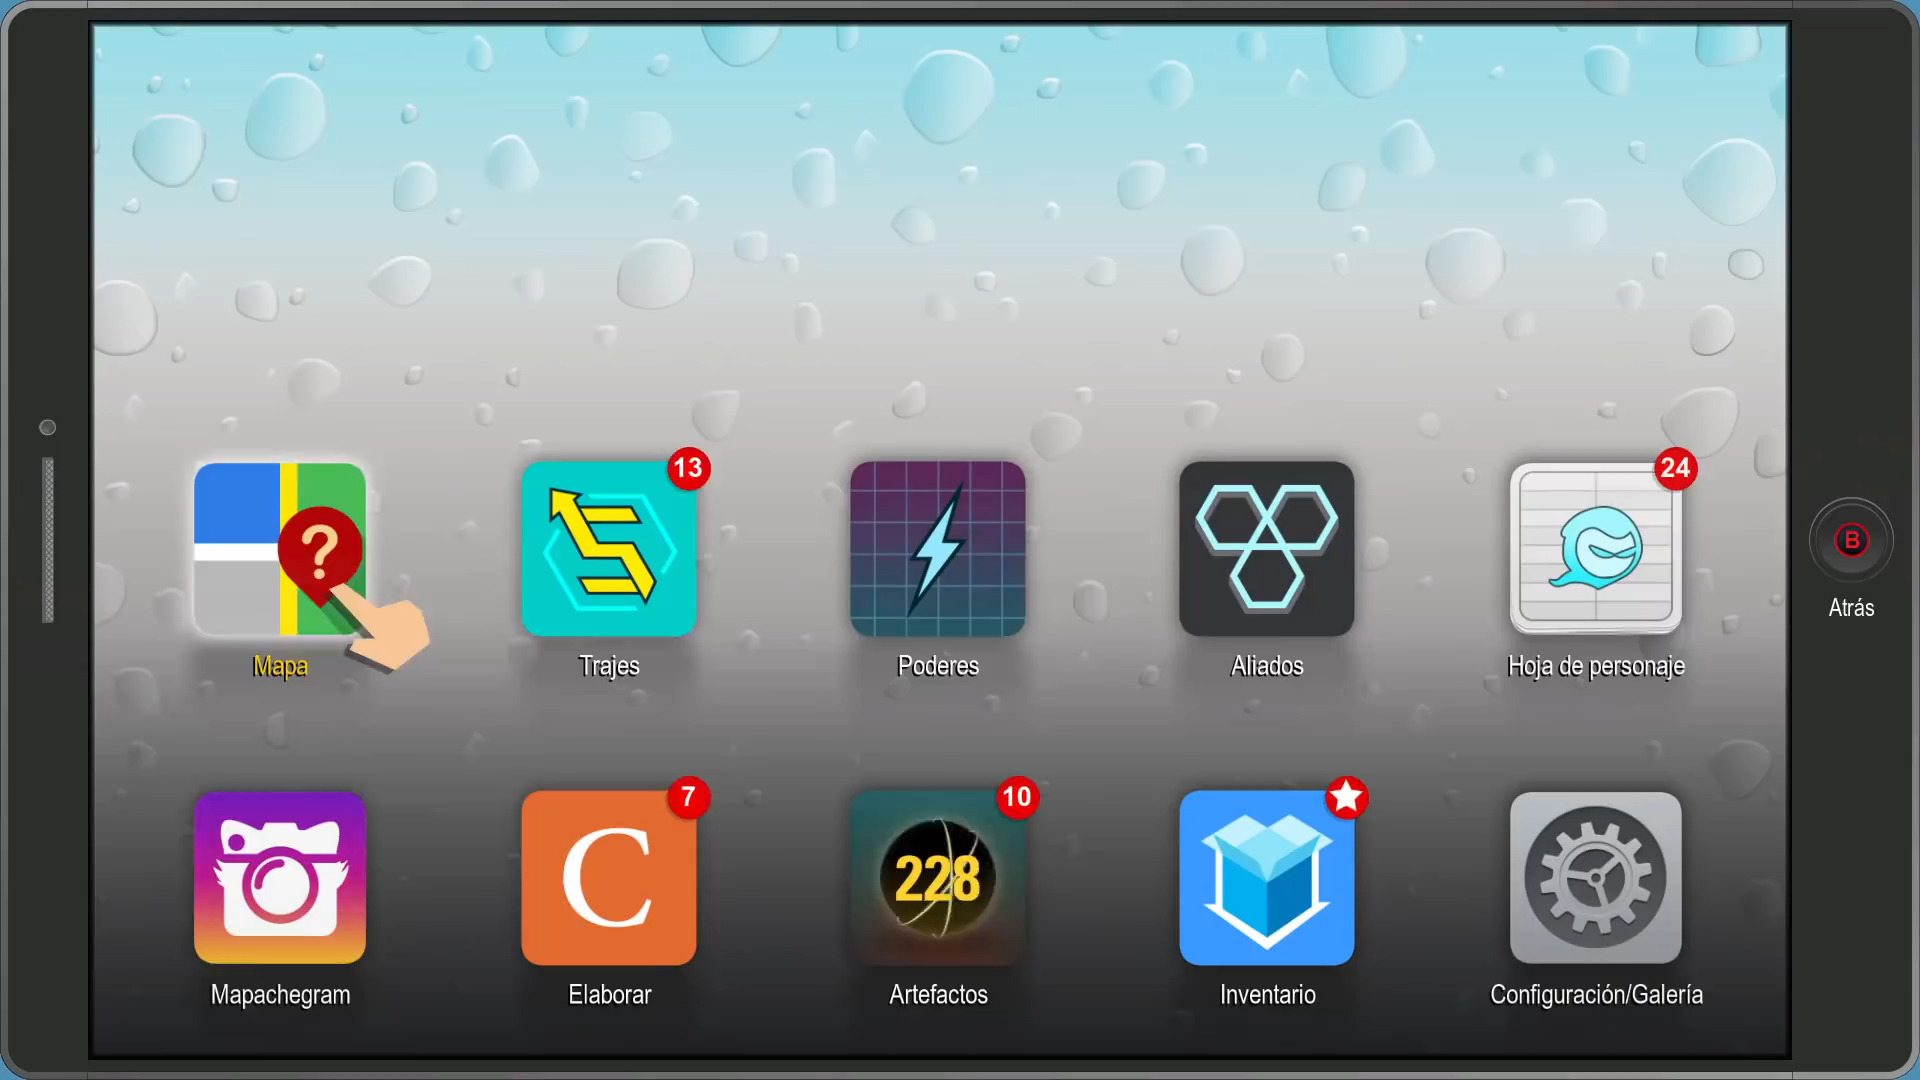 13
24
?
B
Atrás
Mapa
Trajes
Poderes
Aliados
Hoja de personaje
7
10
C
228
Mapachegram
Elaborar
Artefactos
Inventario
Configuración/Galería